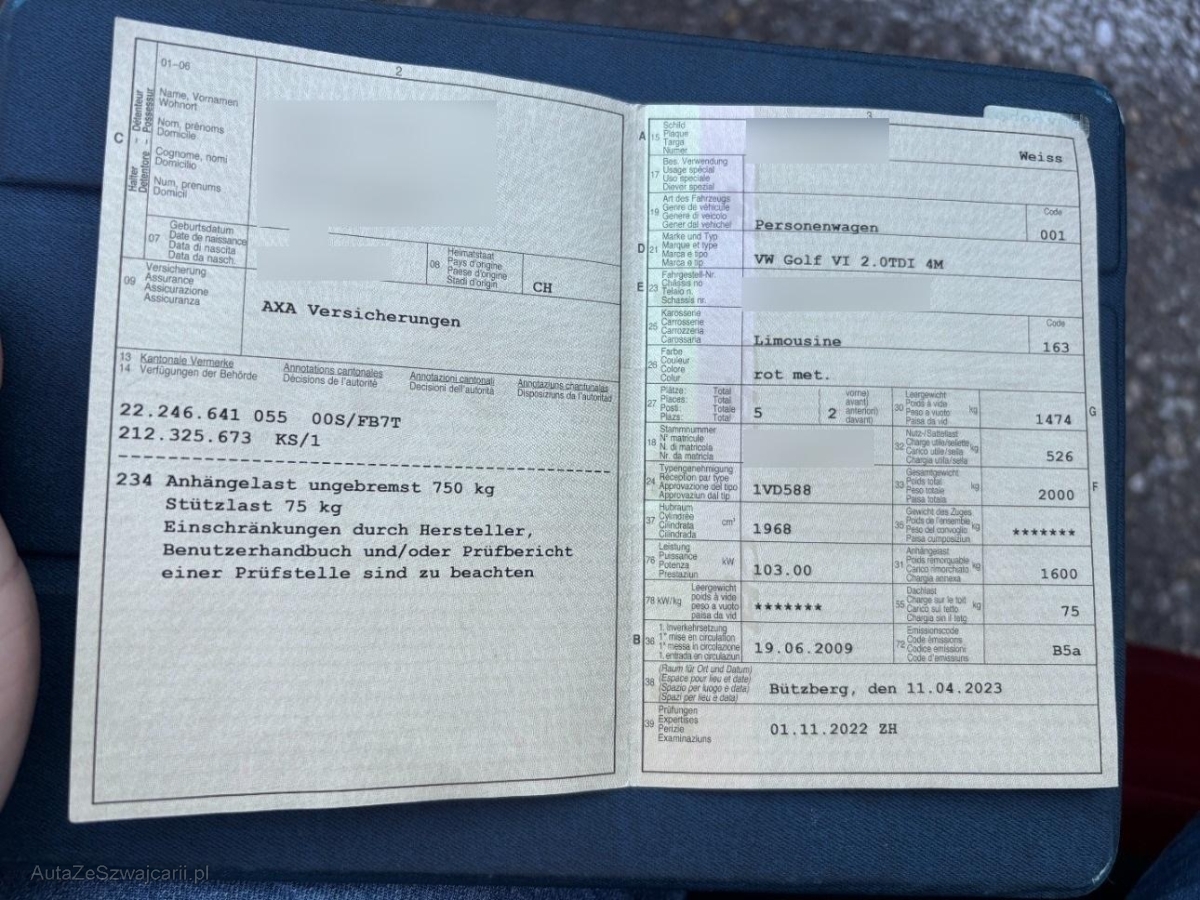 2
01-06
C
Halter - Détenteur
Detentore - Possessur
Name, Vornamen
Wohnort
Nom, prénoms
Domicile
Cognome, nomi
Domicilio
Num, prenums
Domicil
07
Geburtsdatum
Date de naissance
Data di nascita
Data da nasch.
08
Heimatstaat
Pays d'origine
Paese d'origine
Stadi d'origin
CH
09
Versicherung
Assurance
Assicurazione
Assicuranza
AXA Versicherungen
13 Kantonale Vermerke Annotations cantonales Annotazioni cantonali Annotaziuns chantunalas
14 Verfügungen der Behörde Décisions de l'autorité Decisioni dell'autorità Disposiziuns da l'autoritad
22.246.641 055 00S/FB7T
212.325.673 KS/1
234 Anhängelast ungebremst 750 kg
Stützlast 75 kg
Einschränkungen durch Hersteller,
Benutzerhandbuch und/oder Prüfbericht
einer Prüfstelle sind zu beachten
3
A 15
Schild
Plaque
Targa
Numer
Weiss
17
Bes. Verwendung
Usage spécial
Uso speciale
Diever spezial
19
Art des Fahrzeugs
Genre de véhicule
Genere di veicolo
Gener dal vehichel
Personenwagen
Code
001
D 21
Marke und Typ
Marque et type
Marca e tipo
Marca e tip
VW Golf VI 2.0TDI 4M
E 23
Fahrgestell-Nr.
Châssis no
Telaio n.
Schassis nr.
25
Karosserie
Carrosserie
Carrozzeria
Carossaria
Limousine
Code
163
26
Farbe
Couleur
Colore
Colur
rot met.
27
Plätze: Total
Places: Total
Posti: Totale
Plazs: Total
5
2
vorne)
avant)
anteriori)
davant)
30
Leergewicht
Poids à vide
Peso a vuoto
Paisa da vid
kg
1474
G
18
Stammnummer
N° matricule
N. di matricola
Nr. da matricla
32
Nutz-/Sattellast
Charge utile/sellette
Carico utile/sella
Chargia utila/sella
kg
526
24
Typengenehmigung
Réception par type
Approvazione del tipo
Approvaziun dal tip
1VD588
33
Gesamtgewicht
Poids total
Peso totale
Paisa totala
kg
2000
F
37
Hubraum
Cylindrée
Cilindrata
Cilindrada
cm³
1968
35
Gewicht des Zuges
Poids de l'ensemble
Peso del convoglio
Paisa cumposiziun
kg
*******
76
Leistung
Puissance
Potenza
Prestaziun
kW
103.00
31
Anhängelast
Poids remorquable
Carico rimorchiato
Chargia annexa
kg
1600
78 kW/kg
Leergewicht
poids à vide
peso a vuoto
paisa da vid
*******
55
Dachlast
Charge sur le toit
Carico sul tetto
Chargia sin il tetg
kg
75
B 36
1. Inverkehrsetzung
1re mise en circulation
1a messa in circolazione
1. entrada en circulaziun
19.06.2009
72
Emissionscode
Code émissions
Codice emissioni
Code d'emissiuns
B5a
38
(Raum für Ort und Datum)
(Espace pour lieu et date)
(Spazio per luogo e data)
(Spazi per lieu e data)
Bützberg, den 11.04.2023
39
Prüfungen
Expertises
Perizie
Examinaziuns
01.11.2022 ZH
AutaZeSzwajcarii.pl